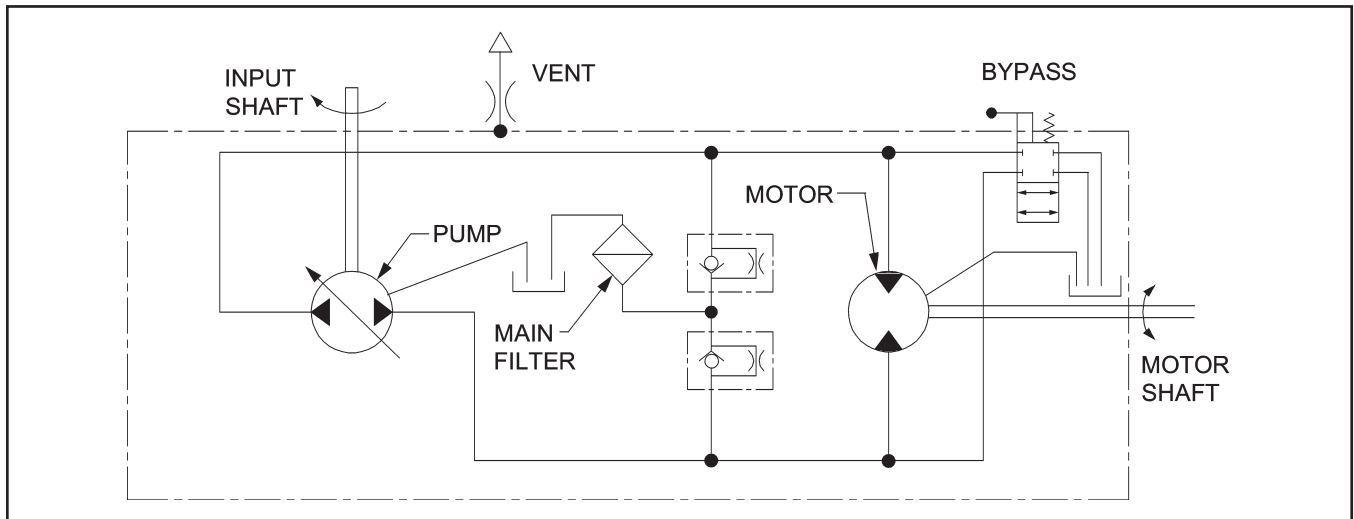 INPUT
SHAFT
VENT
BYPASS
MOTOR
PUMP
MAIN
FILTER
MOTOR
SHAFT